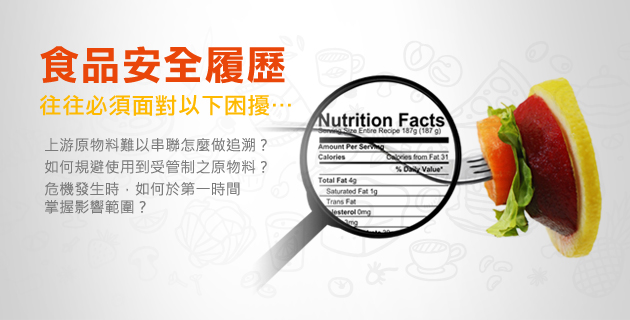 食品安全履歷
往往必須面對以下困擾…
上游原物料難以串聯怎麼做追溯？
如何規避使用到受管制之原物料？
危機發生時，如何於第一時間
掌握影響範圍？
Nutrition Facts
Serving Size Entire Recipe 187g (187 g)
Amount Per Serving
Calories Calories from Fat 31
% Daily Value*
Total Fat 4g
Saturated Fat 1g
Trans Fat
lesterol 0mg